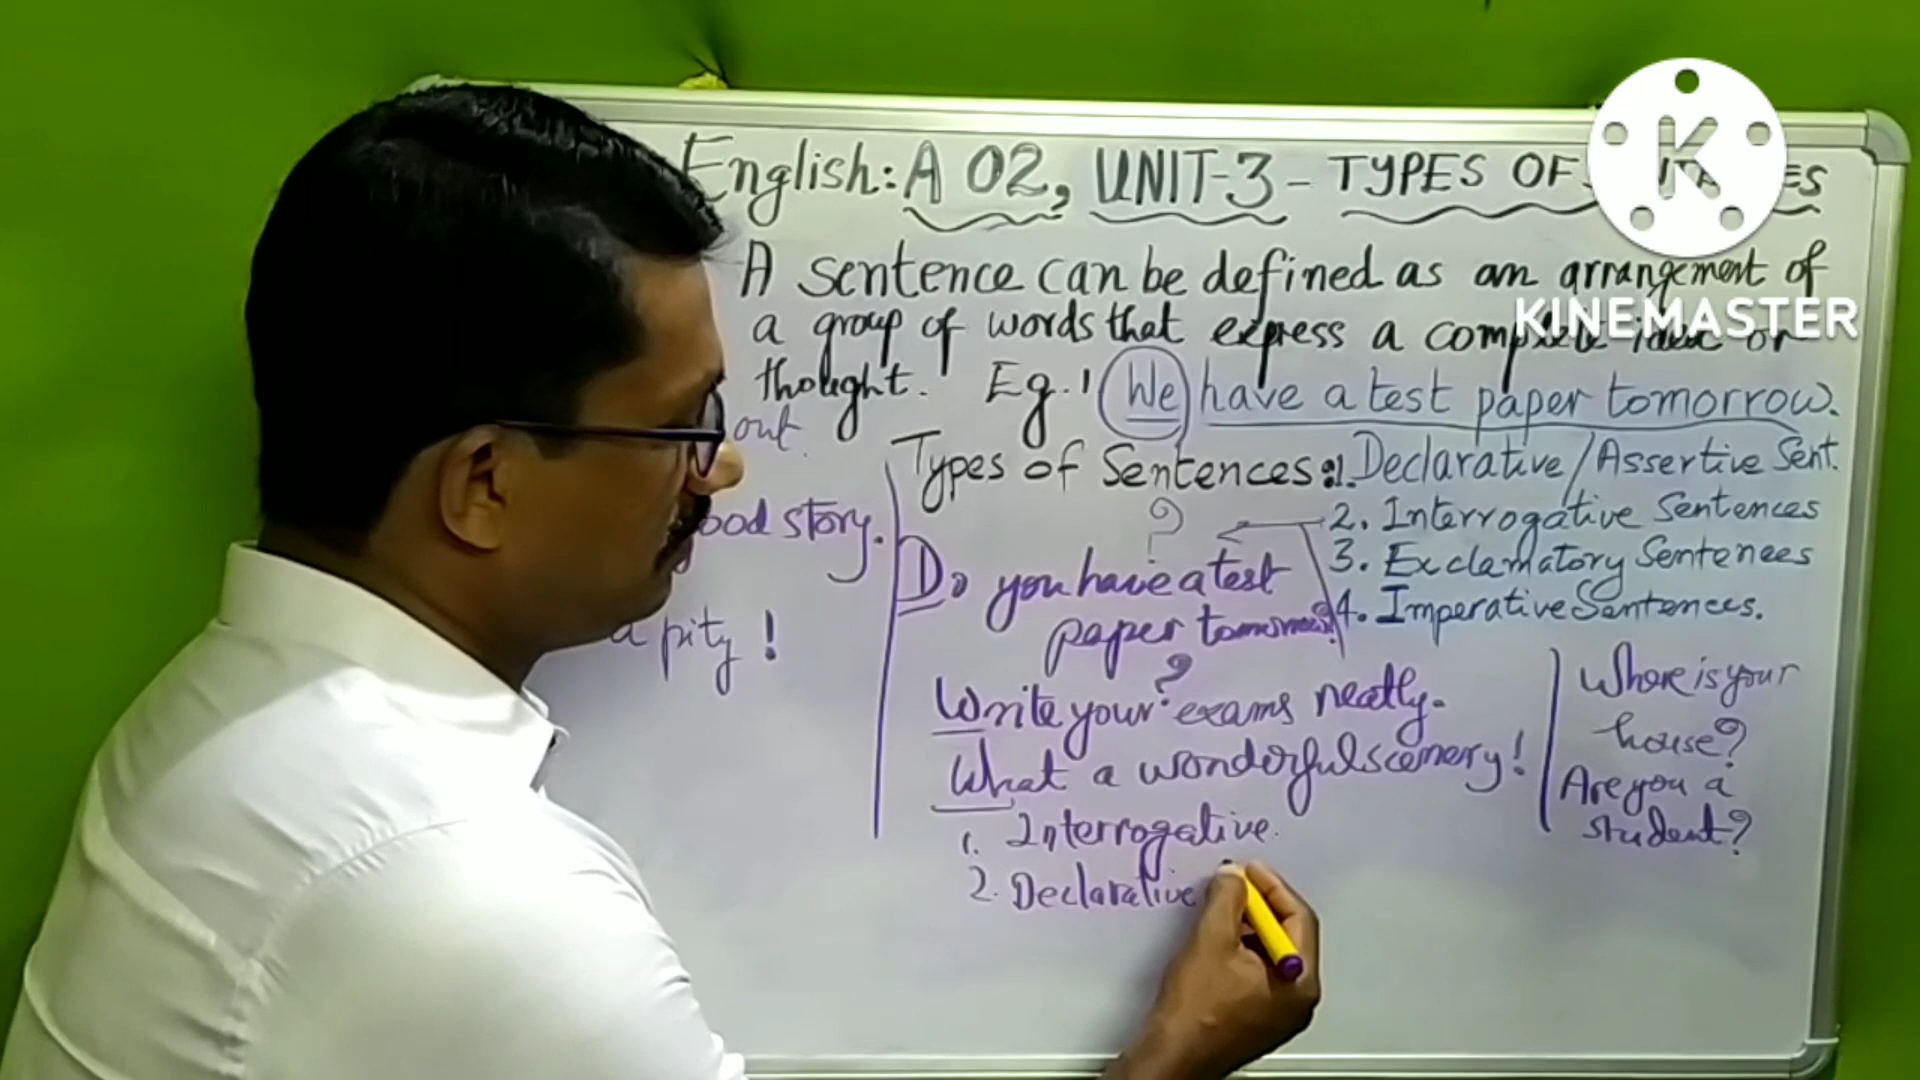 English: A 02, UNIT-3 - TYPES OF
KINEMASTER
A sentence can be defined as an arrangement of
a group of words that express a complete idea or
thought. Eg. 1 We have a test paper tomorrow.
out.
Types of Sentences: 1. Declarative/Assertive Sent.
2. Interrogative Sentences
3. Exclamatory Sentences
4. Imperative Sentences.
ood story.
a pity!
?
Do you have a test
paper
?
Write your exams neatly.
What a wonderful scenery!
1. Interrogative.
2. Declarative
Where is your
house?
Are you a
student?